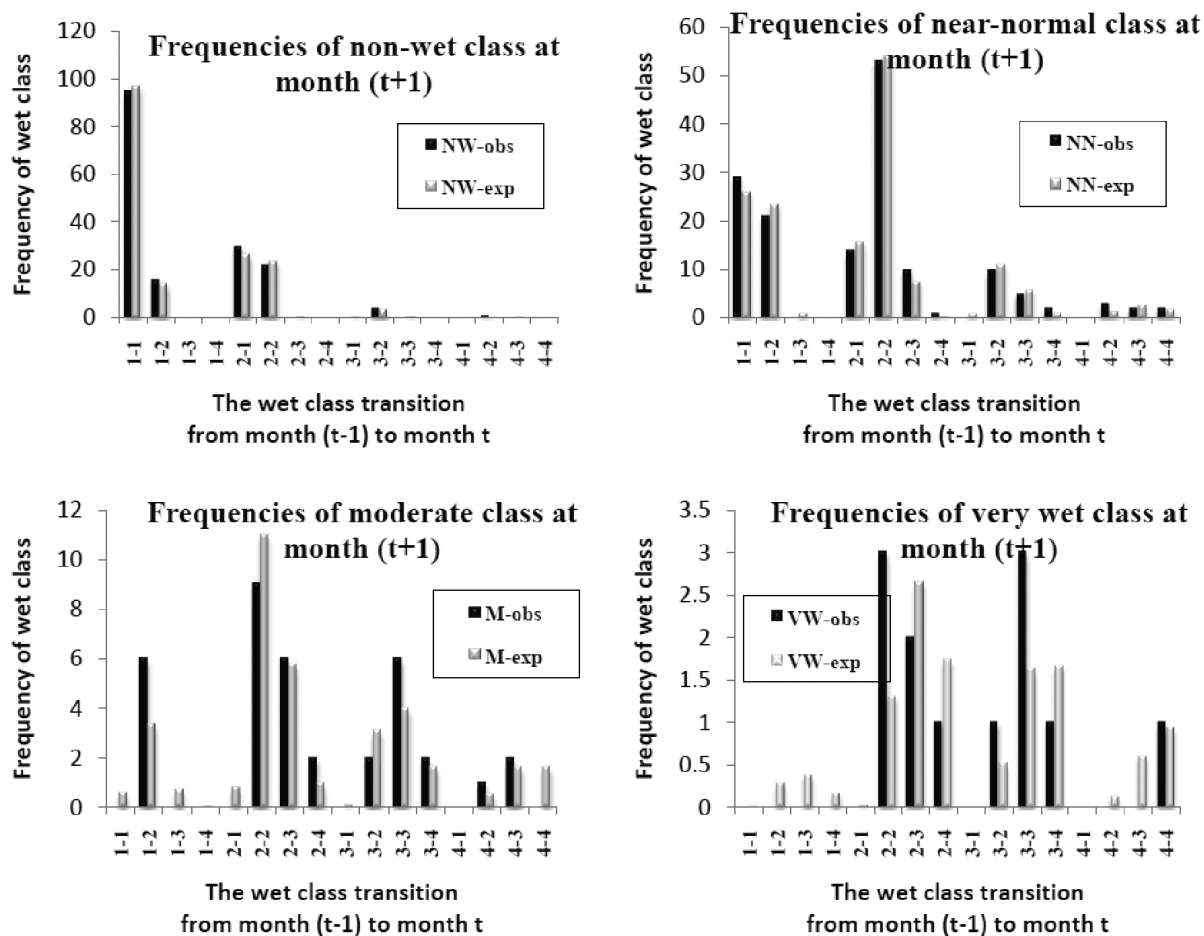 Frequencies of non-wet class at
month (t+1)
Frequency of wet class
120
100
80
60
40
20
0
NW-obs
NW-exp
1-1 1-2 1-3 1-4 2-1 2-2 2-3 2-4 3-1 3-2 3-3 3-4 4-1 4-2 4-3 4-4
The wet class transition
from month (t-1) to month t
Frequencies of near-normal class at
month (t+1)
Frequency of wet class
60
50
40
30
20
10
0
NN-obs
NN-exp
1-1 1-2 1-3 1-4 2-1 2-2 2-3 2-4 3-1 3-2 3-3 3-4 4-1 4-2 4-3 4-4
The wet class transition
from month (t-1) to month t
Frequencies of moderate class at
month (t+1)
Frequency of wet class
12
10
8
6
4
2
0
M-obs
M-exp
1-1 1-2 1-3 1-4 2-1 2-2 2-3 2-4 3-1 3-2 3-3 3-4 4-1 4-2 4-3 4-4
The wet class transition
from month (t-1) to month t
Frequencies of very wet class at
month (t+1)
Frequency of wet class
3.5
3
2.5
2
1.5
1
0.5
0
VW-obs
VW-exp
1-1 1-2 1-3 1-4 2-1 2-2 2-3 2-4 3-1 3-2 3-3 3-4 4-1 4-2 4-3 4-4
The wet class transition
from month (t-1) to month t